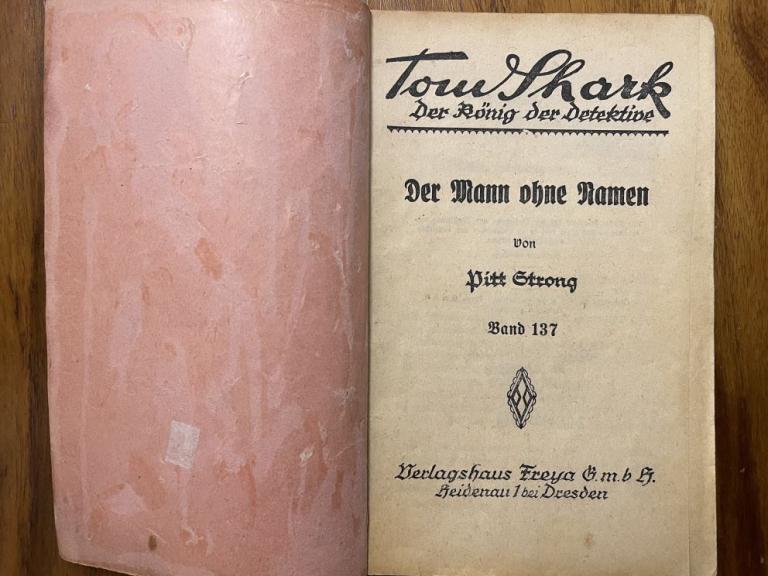 Tom Shark
Der König der Detektive
Der Mann ohne Namen
von
Pitt Strong
Band 137
Verlagshaus Freya G.m.b H.
Heidenau 1 bei Dresden